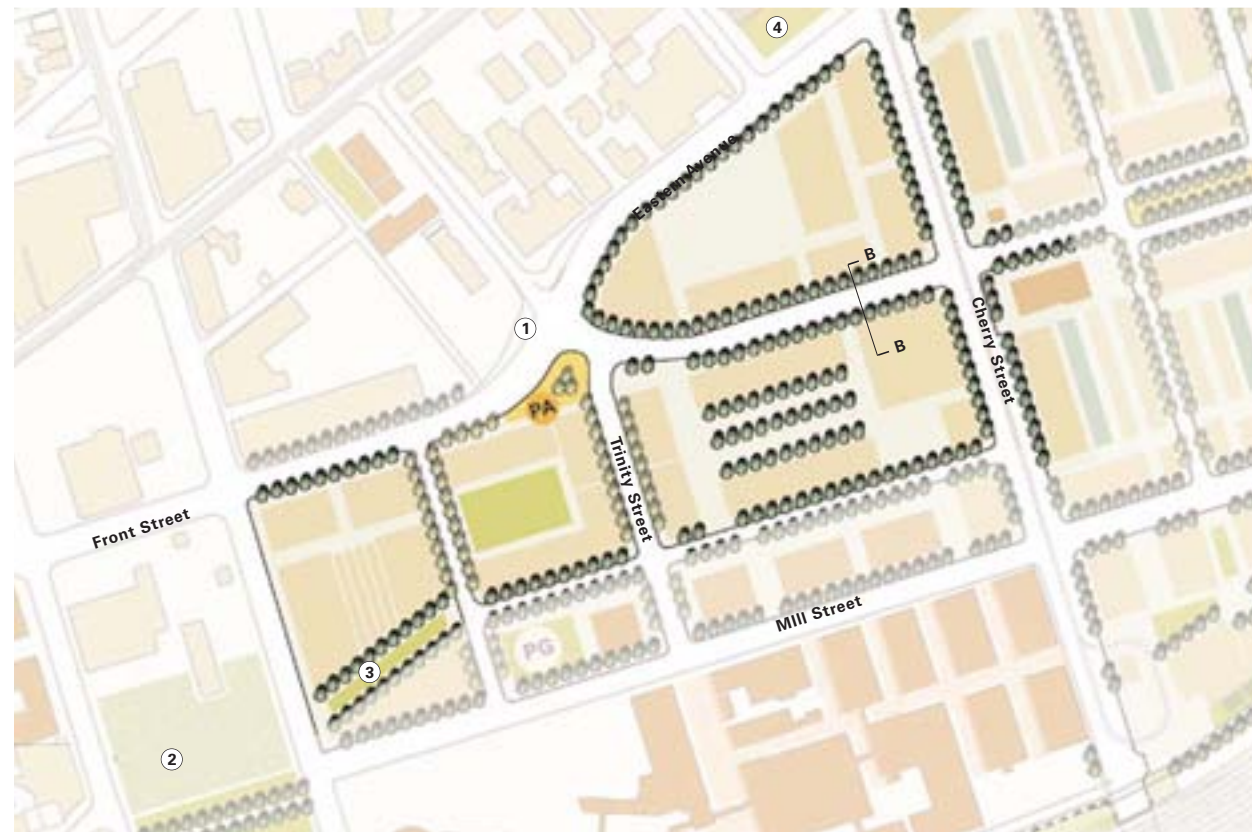 4
Eastern Avenue
B
1
B
Cherry Street
PA
Trinity Street
Front Street
MIll Street
PG
3
2